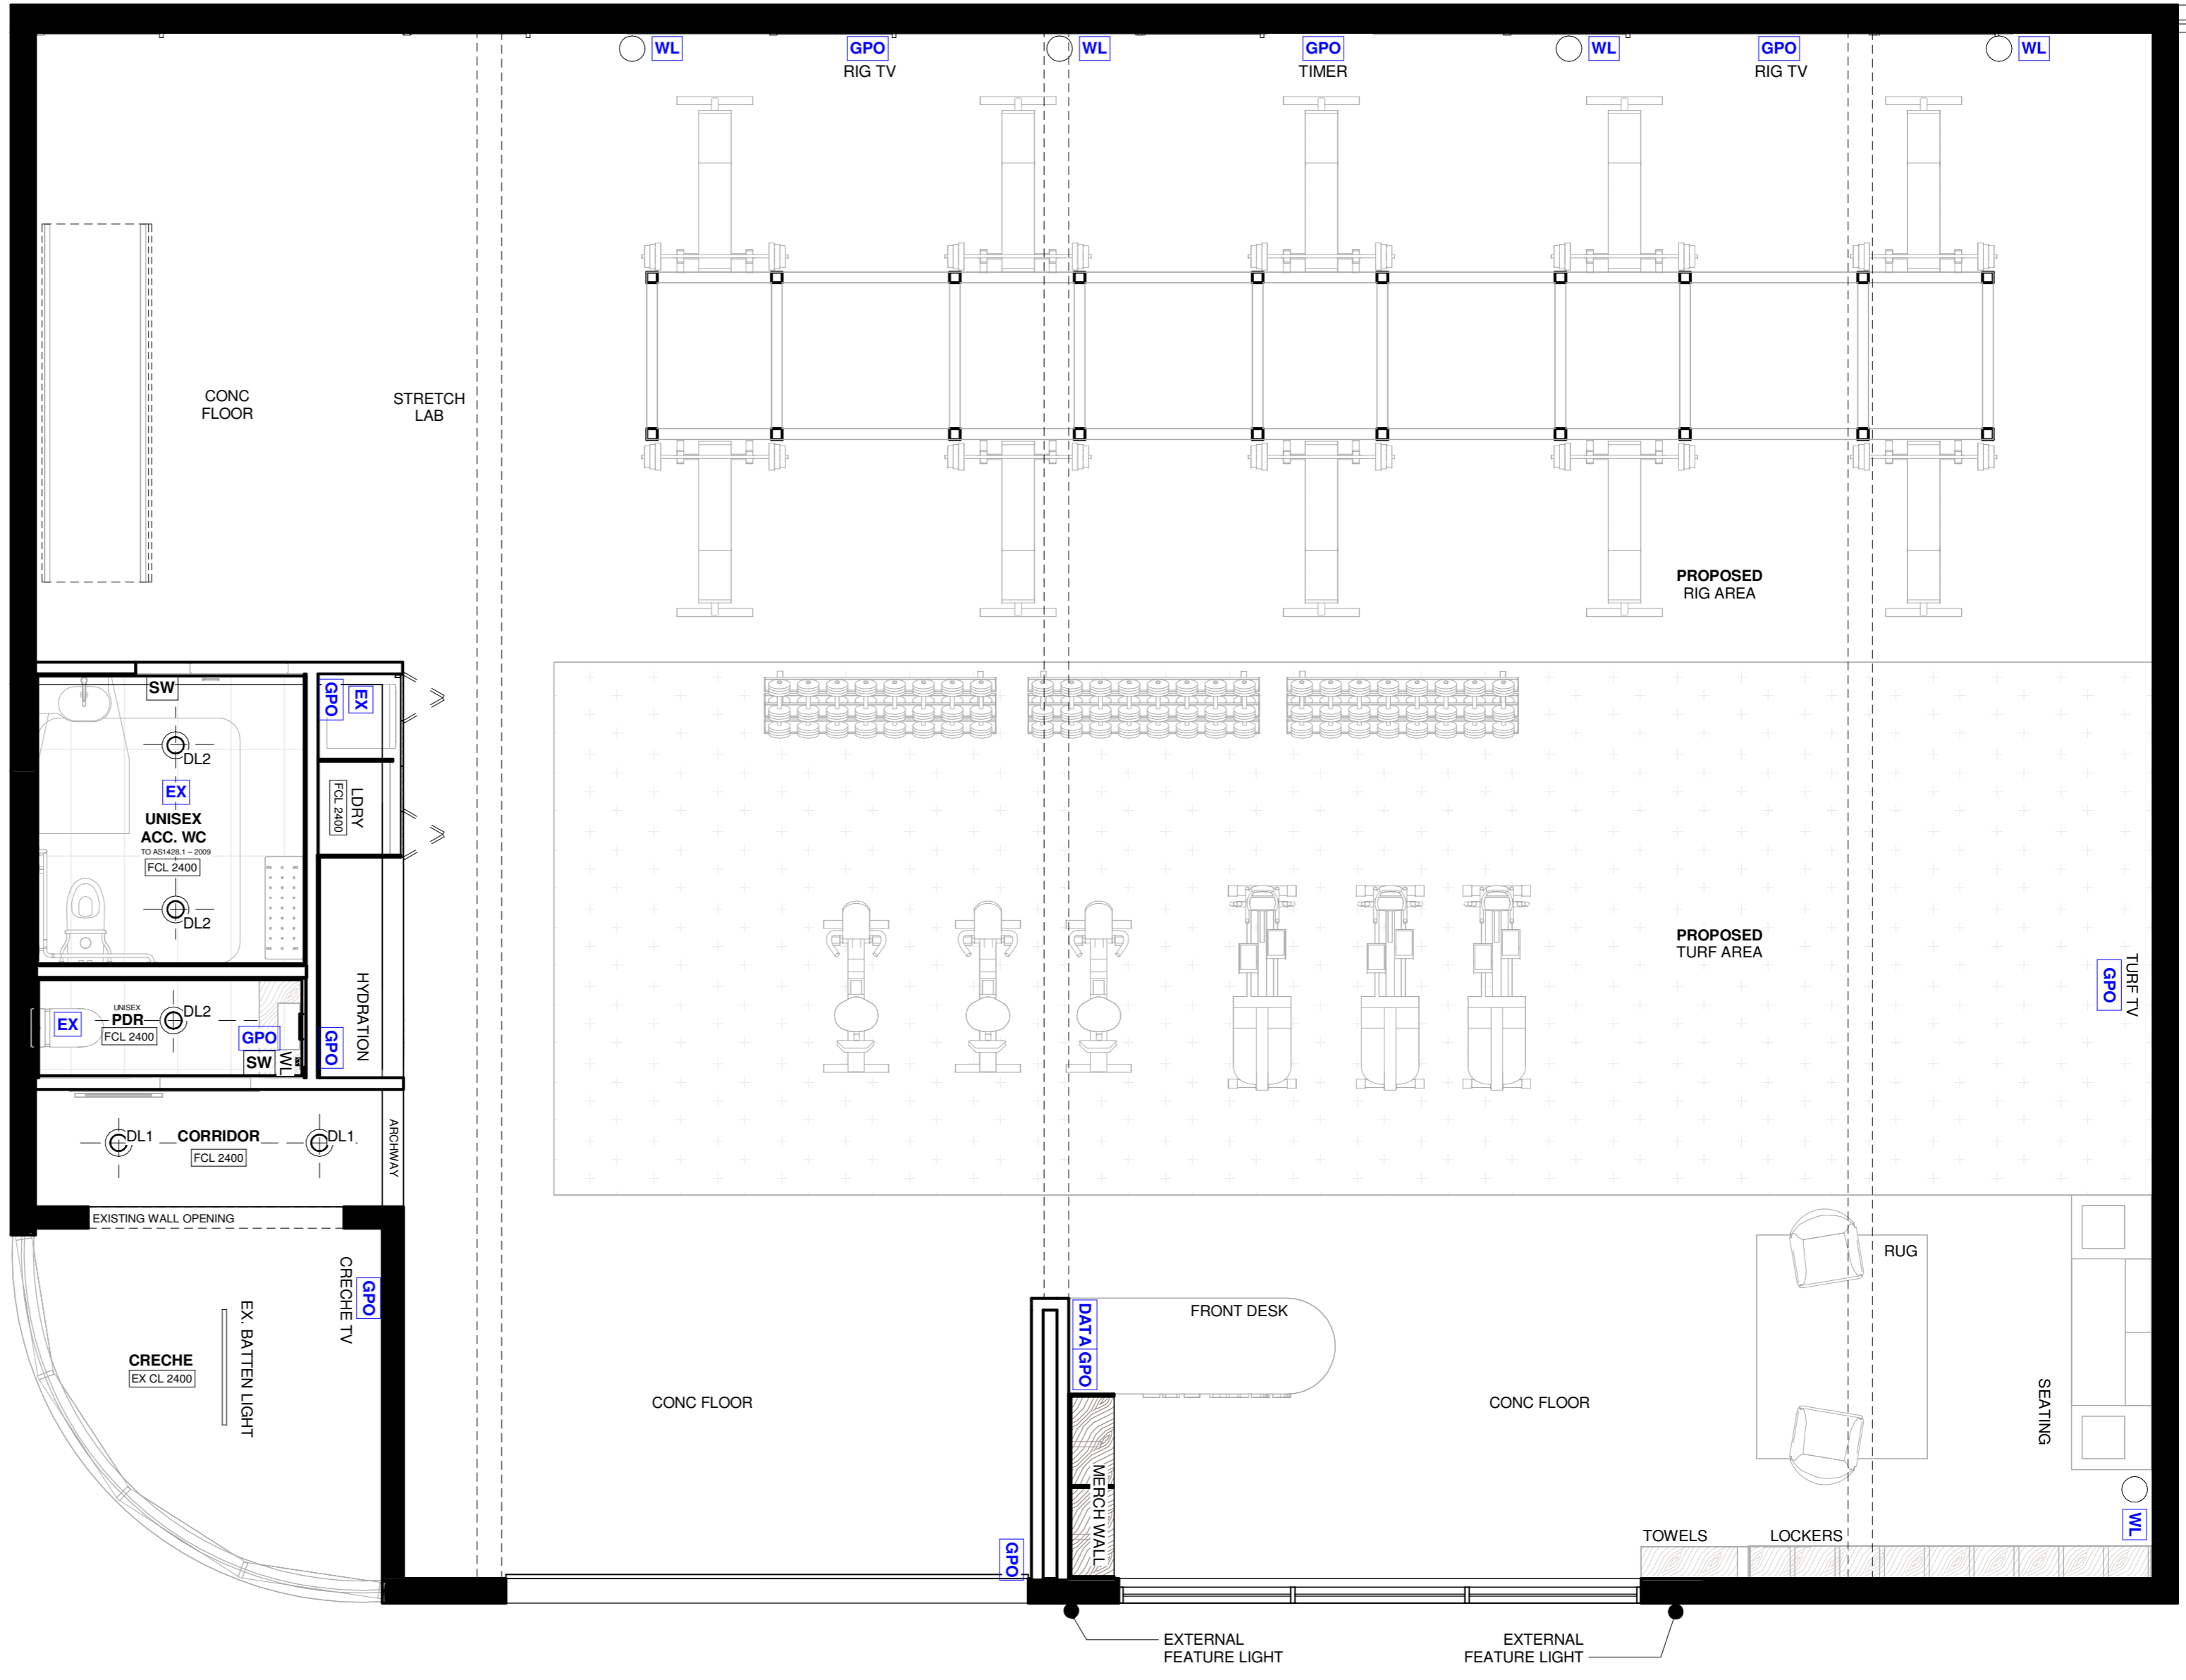 WL
GPO
RIG TV
WL
GPO
TIMER
WL
GPO
RIG TV
WL
CONC
FLOOR
STRETCH
LAB
PROPOSED
RIG AREA
SW
GPO
EX
DL2
EX
UNISEX
ACC. WC
TO AS1428.1 – 2009
FCL 2400
DL2
LDRY
FCL 2400
HYDRATION
GPO
UNISEX
PDR
FCL 2400
EX
DL2
GPO
SW
WL
PROPOSED
TURF AREA
TURF TV
GPO
DL1
CORRIDOR
FCL 2400
DL1
ARCHWAY
EXISTING WALL OPENING
CRECHE TV
GPO
EX. BATTEN LIGHT
CRECHE
EX CL 2400
CONC FLOOR
GPO
DATA
GPO
FRONT DESK
MERCH WALL
CONC FLOOR
RUG
SEATING
WL
TOWELS
LOCKERS
EXTERNAL
FEATURE LIGHT
EXTERNAL
FEATURE LIGHT